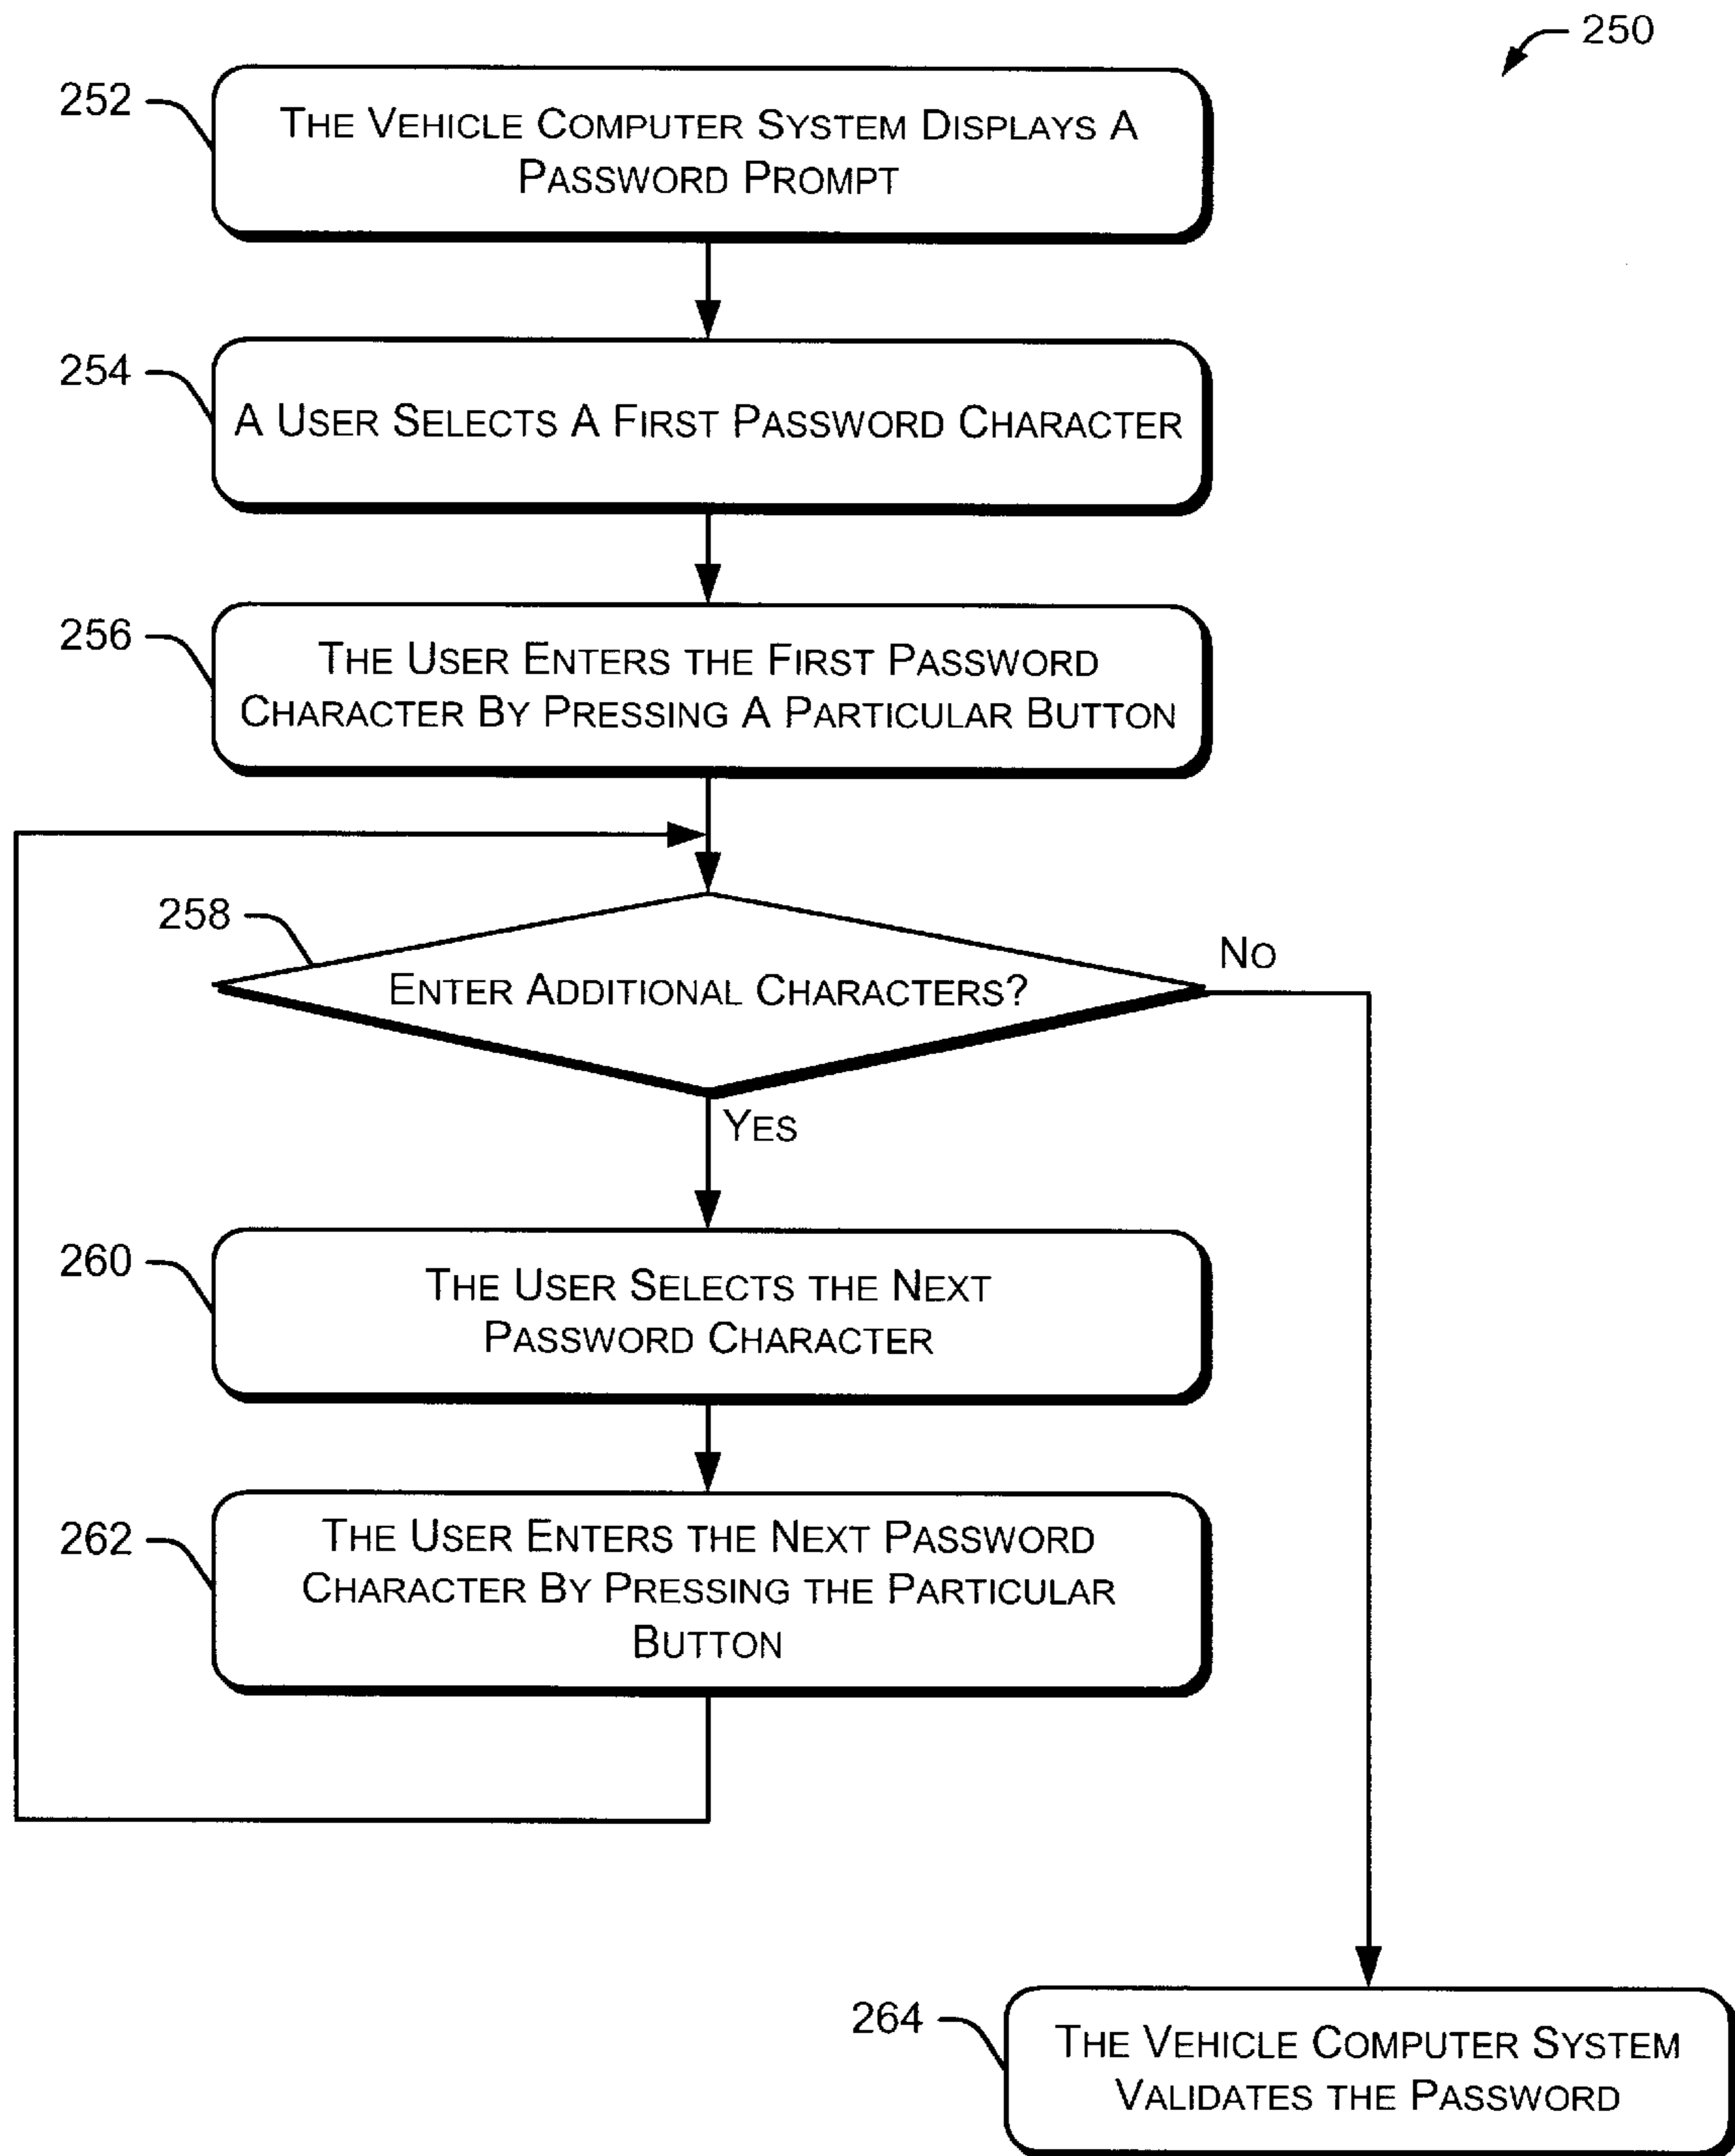 250
252
THE VEHICLE COMPUTER SYSTEM DISPLAYS A
PASSWORD PROMPT
254
A USER SELECTS A FIRST PASSWORD CHARACTER
256
THE USER ENTERS THE FIRST PASSWORD
CHARACTER BY PRESSING A PARTICULAR BUTTON
258
ENTER ADDITIONAL CHARACTERS?
NO
YES
260
THE USER SELECTS THE NEXT
PASSWORD CHARACTER
262
THE USER ENTERS THE NEXT PASSWORD
CHARACTER BY PRESSING THE PARTICULAR
BUTTON
264
THE VEHICLE COMPUTER SYSTEM
VALIDATES THE PASSWORD